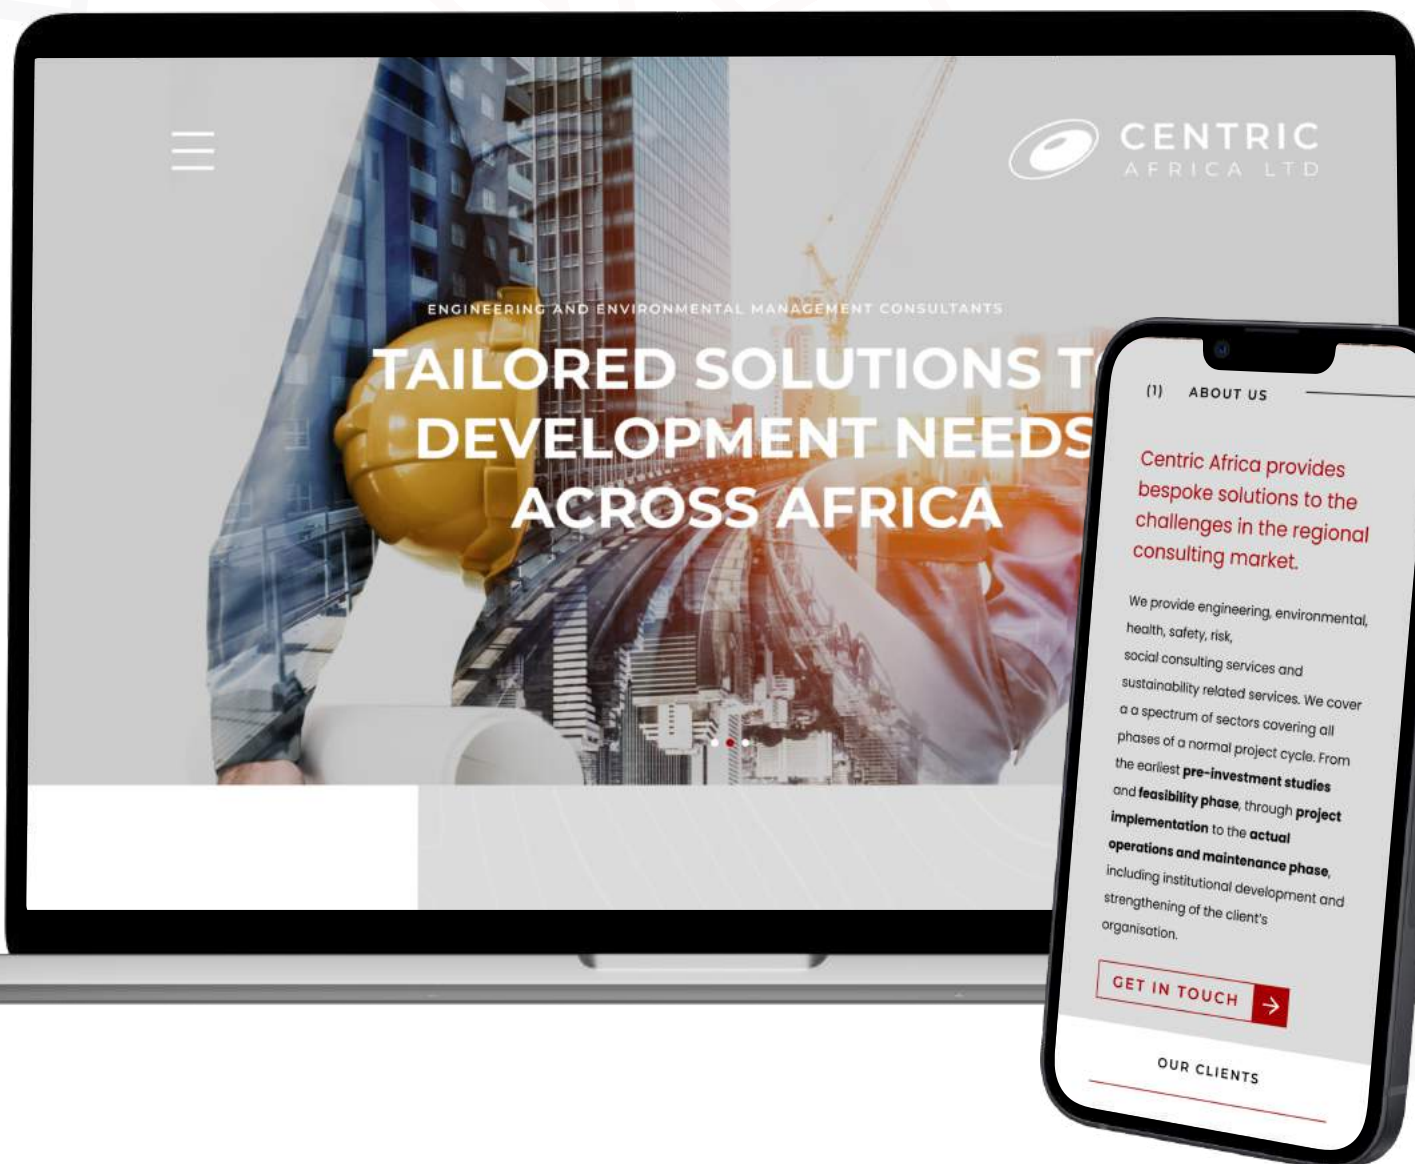 CENTRIC
AFRICA LTD
ENGINEERING AND ENVIRONMENTAL MANAGEMENT CONSULTANTS
TAILORED SOLUTIONS TO
DEVELOPMENT NEEDS
ACROSS AFRICA
(1) ABOUT US
Centric Africa provides
bespoke solutions to the
challenges in the regional
consulting market.
We provide engineering, environmental,
health, safety, risk,
social consulting services and
sustainability related services. We cover
a a spectrum of sectors covering all
phases of a normal project cycle. From
the earliest pre-investment studies
and feasibility phase, through project
implementation to the actual
operations and maintenance phase,
including institutional development and
strengthening of the client's
organisation.
GET IN TOUCH
OUR CLIENTS